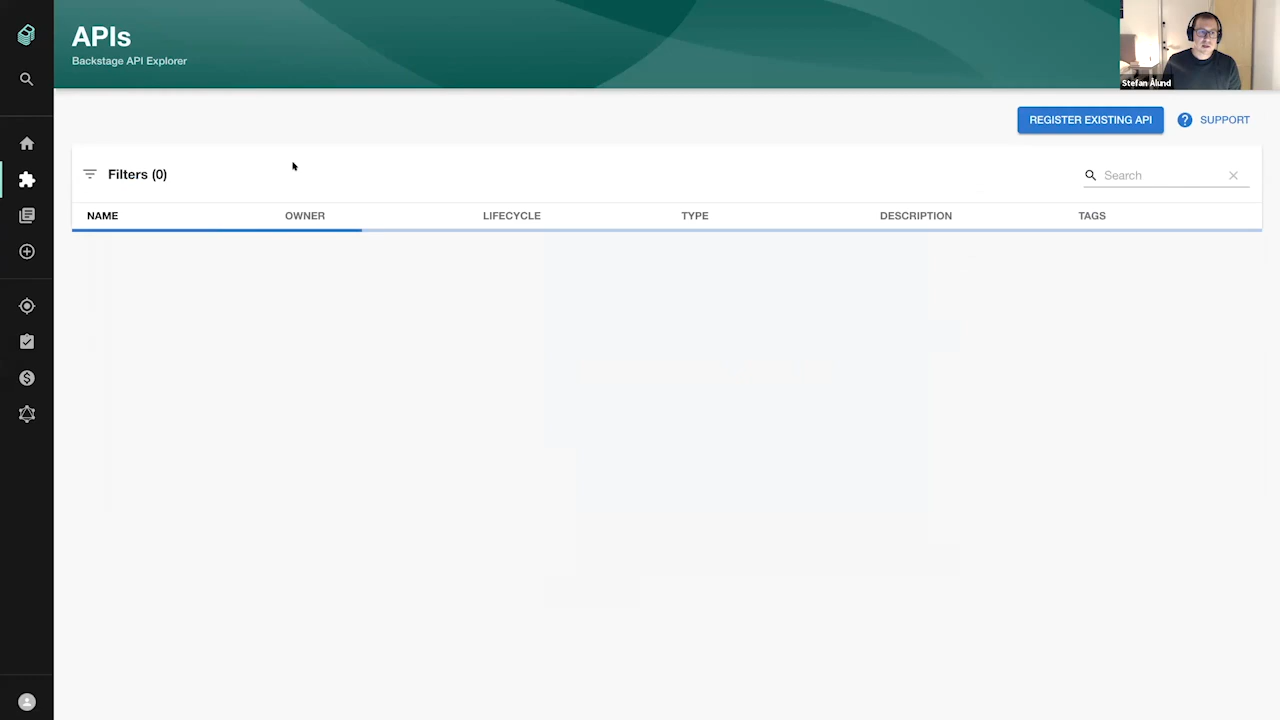 APIs
Backstage API Explorer
Stefan Ålund
REGISTER EXISTING API
SUPPORT
Filters (0)
Search
NAME OWNER LIFECYCLE TYPE DESCRIPTION TAGS